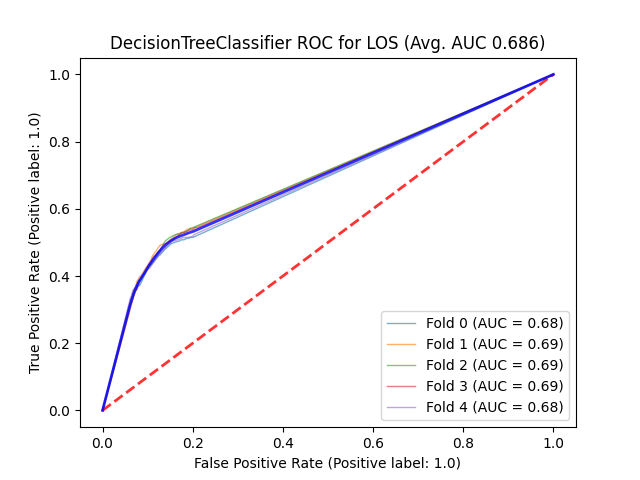 DecisionTreeClassifier ROC for LOS (Avg. AUC 0.686)
True Positive Rate (Positive label: 1.0)
1.0
0.8
0.6
0.4
0.2
0.0
Fold 0 (AUC = 0.68)
Fold 1 (AUC = 0.69)
Fold 2 (AUC = 0.69)
Fold 3 (AUC = 0.69)
Fold 4 (AUC = 0.68)
0.0 0.2 0.4 0.6 0.8 1.0
False Positive Rate (Positive label: 1.0)